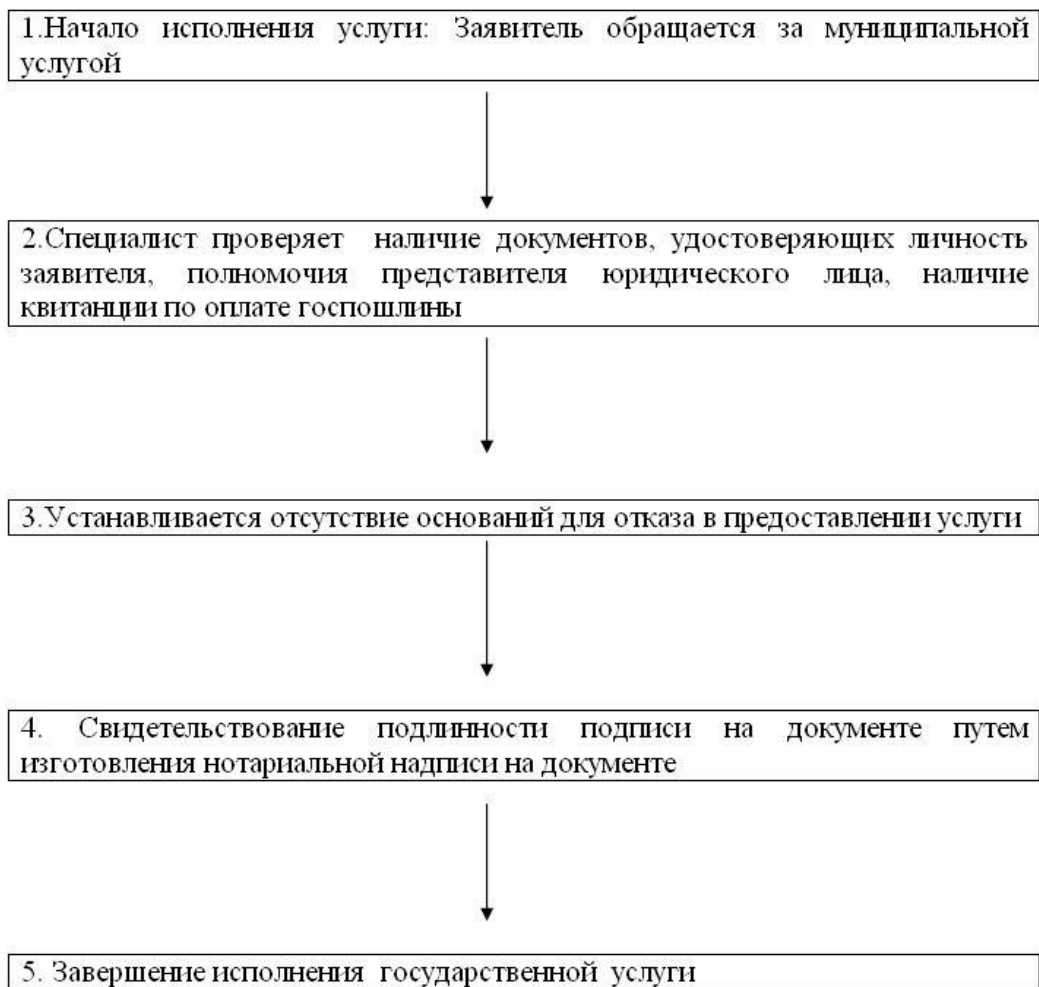 1.Начало исполнения услуги: Заявитель обращается за муниципальной
услугой
2.Специалист проверяет наличие документов, удостоверяющих личность
заявителя, полномочия представителя юридического лица, наличие
квитанции по оплате госпошлины
3.Устанавливается отсутствие оснований для отказа в предоставлении услуги
4. Свидетельствование подлинности подписи на документе путем
изготовления нотариальной надписи на документе
5. Завершение исполнения государственной услуги